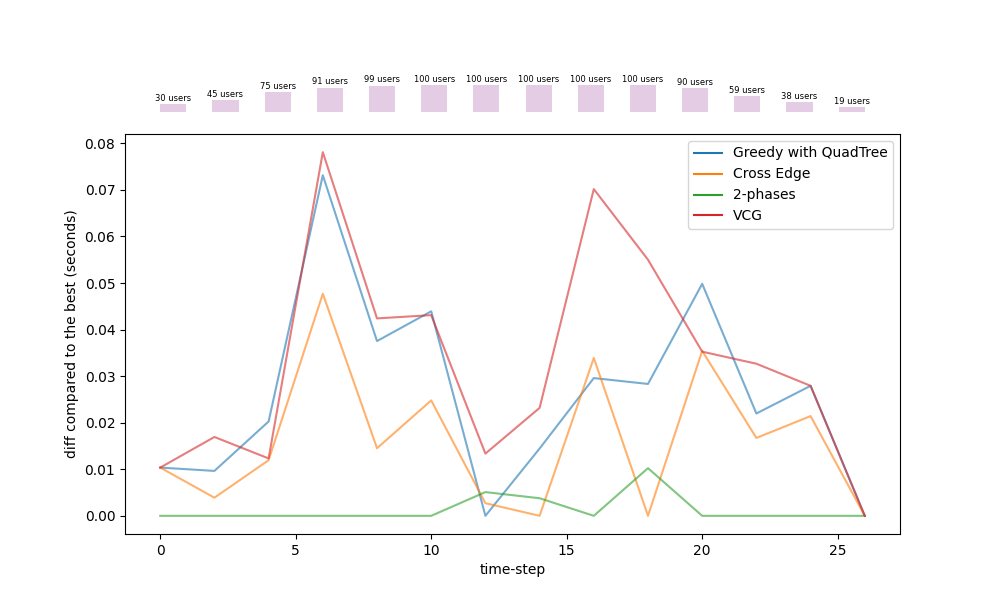 30 users
45 users
75 users
91 users
99 users
100 users
100 users
100 users
100 users
100 users
90 users
59 users
38 users
19 users
0.08
0.07
0.06
0.05
0.04
0.03
0.02
0.01
0.00
diff compared to the best (seconds)
Greedy with QuadTree
Cross Edge
2-phases
VCG
0
5
10
15
20
25
time-step